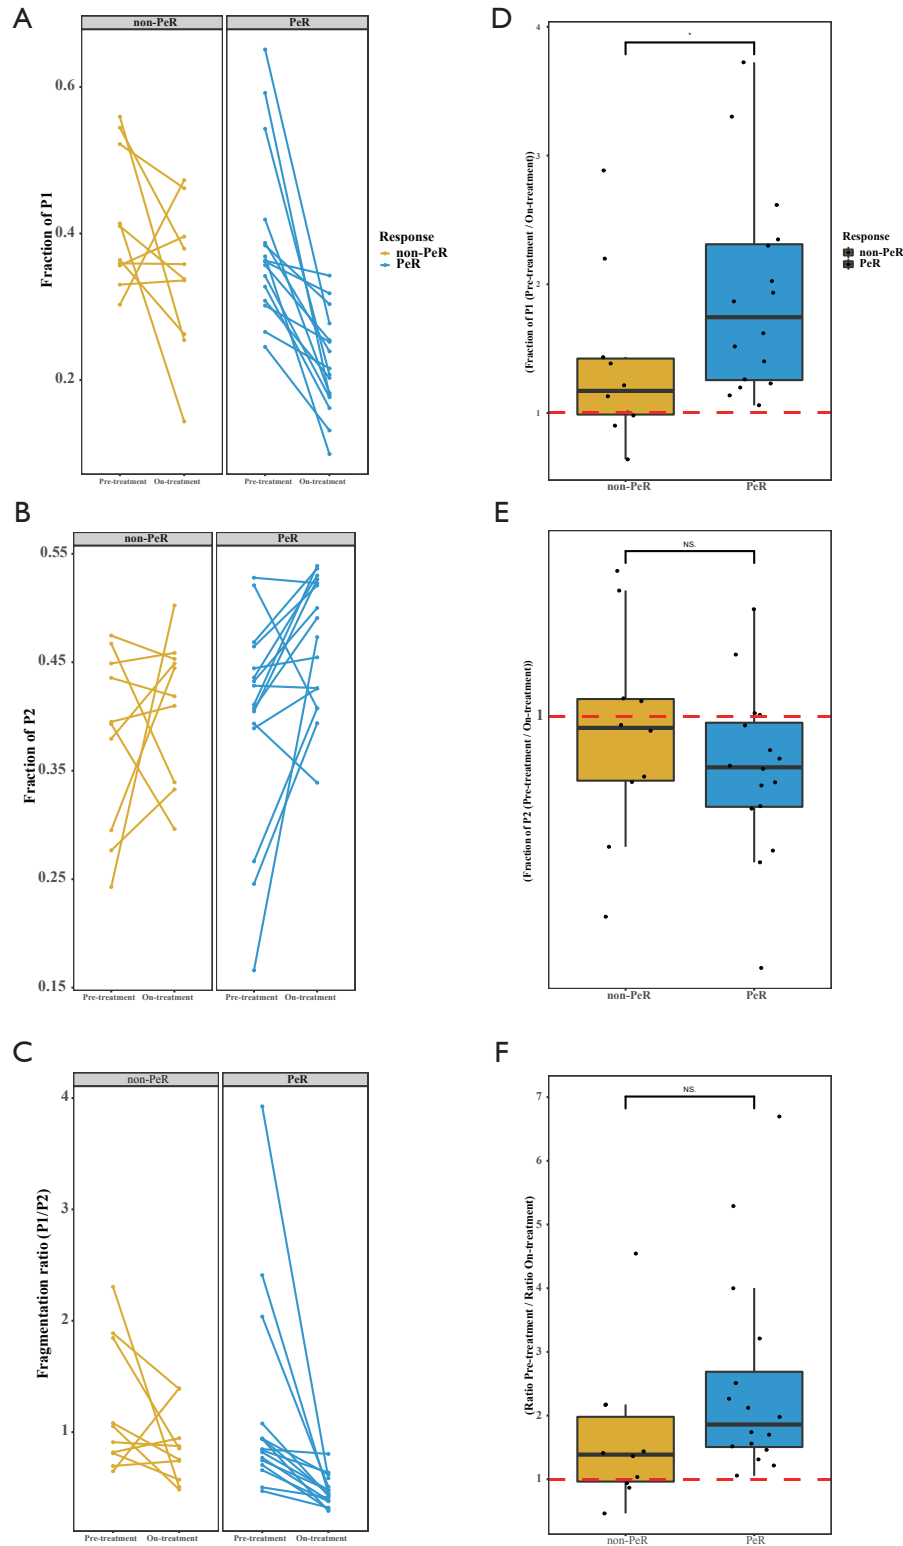 A
non-PeR
PeR
0.6
0.4
0.2
Fraction of P1
Pre-treatment
On-treatment
Pre-treatment
On-treatment
Response
non-PeR
PeR
D
*
4
3
2
1
(Fraction of P1 (Pre-treatment / On-treatment))
non-PeR
PeR
Response
non-PeR
PeR
B
non-PeR
PeR
0.55
0.45
0.35
0.25
0.15
Fraction of P2
Pre-treatment
On-treatment
Pre-treatment
On-treatment
E
NS.
1
(Fraction of P2 (Pre-treatment / On-treatment))
non-PeR
PeR
C
non-PeR
PeR
4
3
2
1
Fragmentation ratio (P1/P2)
Pre-treatment
On-treatment
Pre-treatment
On-treatment
F
NS.
7
6
5
4
3
2
1
(Ratio Pre-treatment / Ratio On-treatment)
non-PeR
PeR